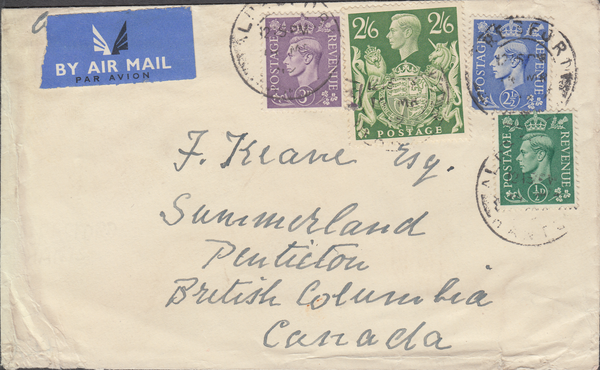 BY AIR MAIL
PAR AVION
POSTAGE REVENUE
3D
2/6 2/6
POSTAGE
POSTAGE REVENUE
2½D
POSTAGE REVENUE
½D
F. Keane Esq.
Summerland
Penticton
British Columbia
Canada